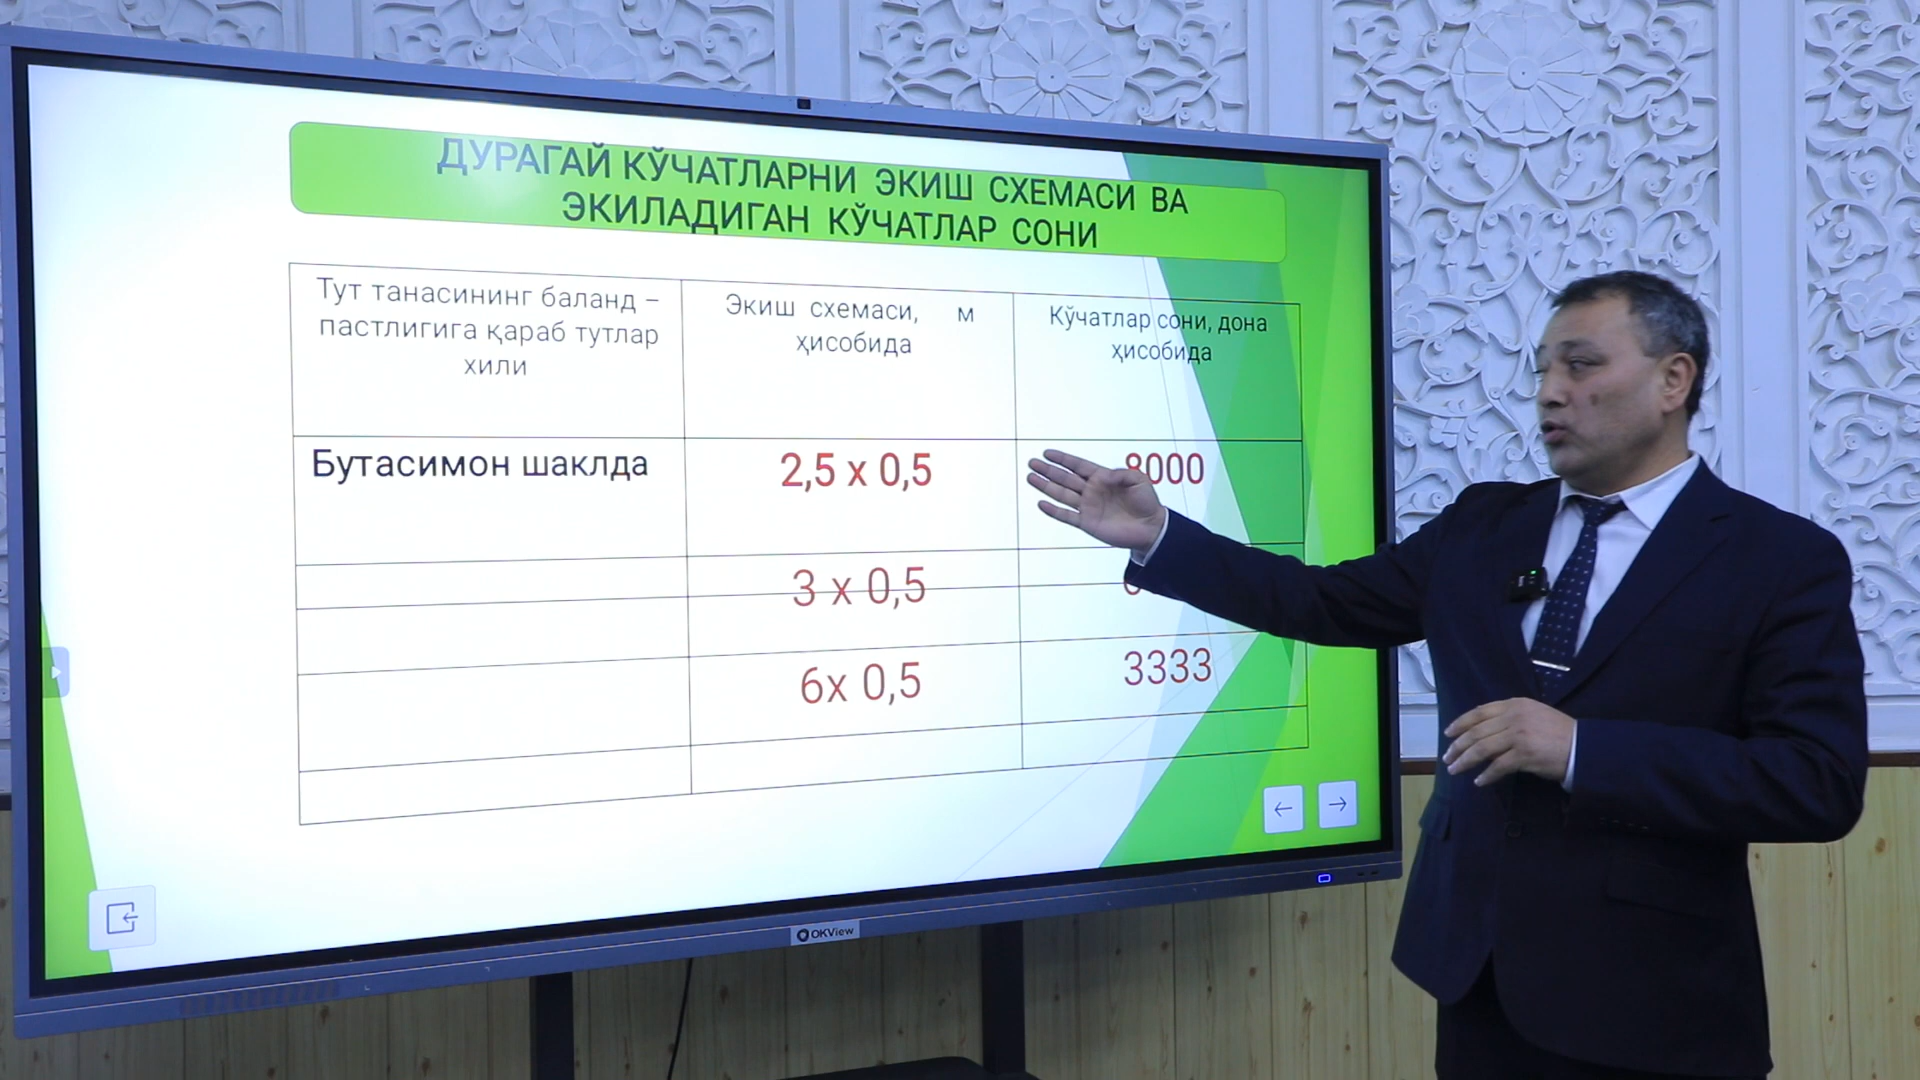 ДУРАГАЙ КЎЧАТЛАРНИ ЭКИШ СХЕМАСИ ВА
ЭКИЛАДИГАН КЎЧАТЛАР СОНИ
Тут танасининг баланд –
пастлигига қараб тутлар
хили
Экиш схемаси, м
ҳисобида
Кўчатлар сони, дона
ҳисобида
Бутасимон шаклда
2,5 х 0,5
8000
3 х 0,5
6х 0,5
3333
OKView